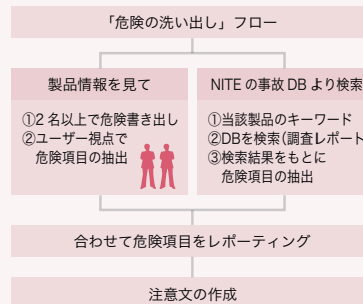 「危険の洗い出し」フロー
製品情報を見て
①2 名以上で危険書き出し
②ユーザー視点で
危険項目の抽出
NITE の事故 DB より検索
①当該製品のキーワード
②DBを検索(調査レポート
③検索結果をもとに
危険項目の抽出
合わせて危険項目をレポーティング
注意文の作成